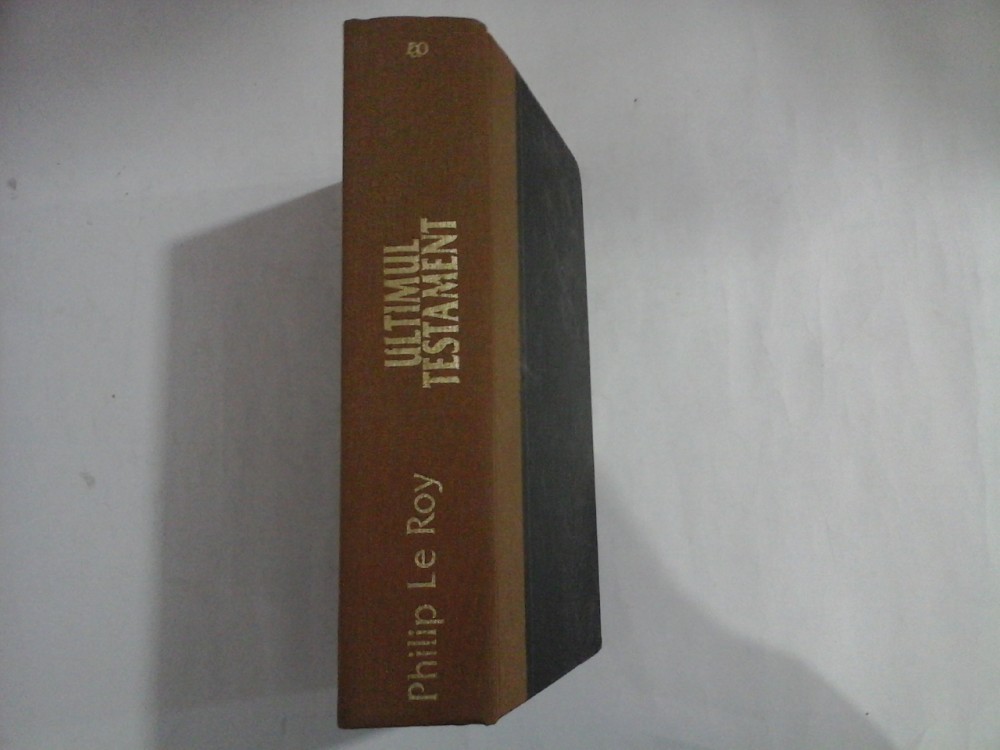 Philip Le Roy
ULTIMUL
TESTAMENT